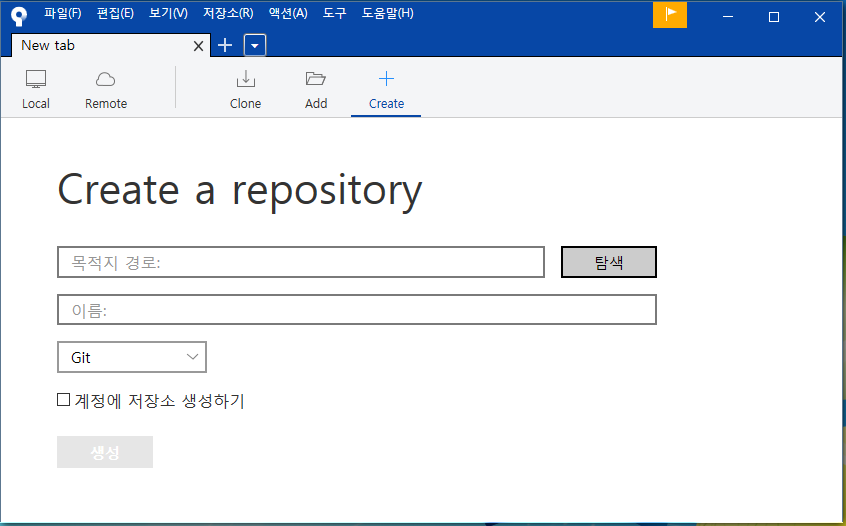 파일(F) 편집(E) 보기(V) 저장소(R) 액션(A) 도구 도움말(H)
New tab
Local Remote Clone Add Create
Create a repository
목적지 경로: 탐색
이름:
Git
계정에 저장소 생성하기
생성